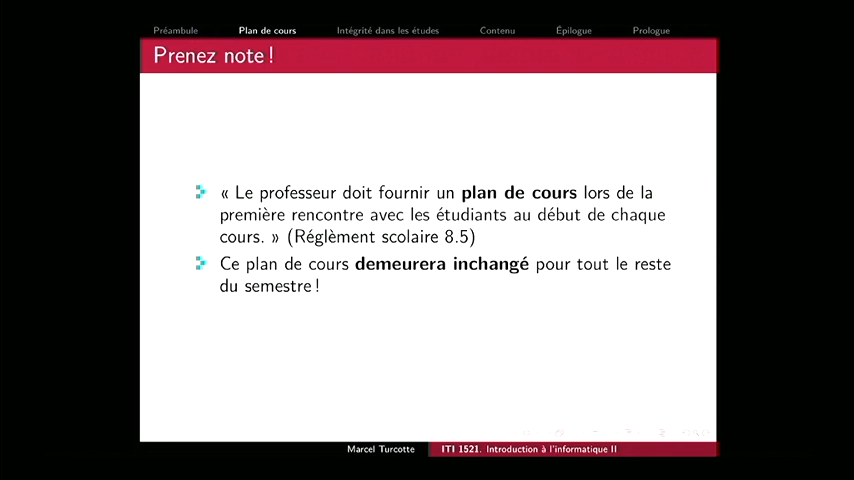 Préambule Plan de cours Intégrité dans les études Contenu Épilogue Prologue
Prenez note !
« Le professeur doit fournir un plan de cours lors de la
première rencontre avec les étudiants au début de chaque
cours. » (Réglèment scolaire 8.5)
Ce plan de cours demeurera inchangé pour tout le reste
du semestre !
Marcel Turcotte ITI 1521. Introduction à l'informatique II